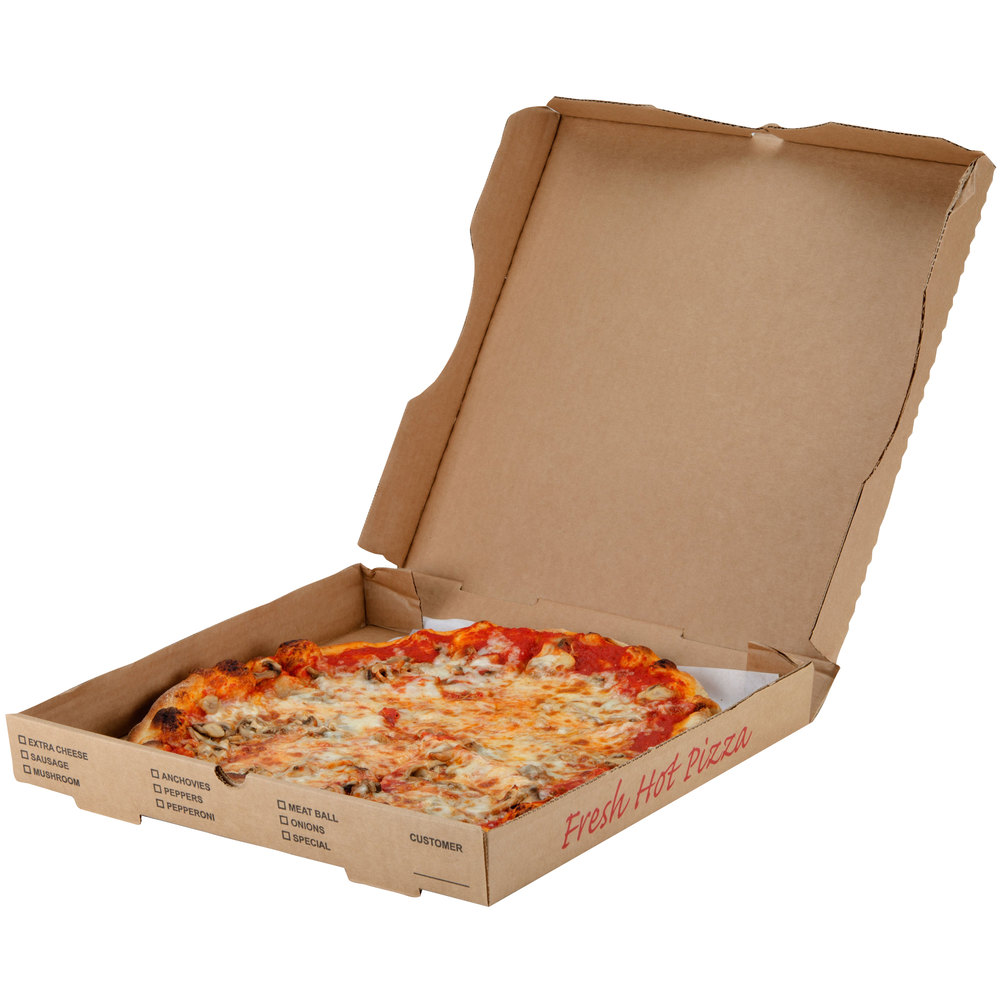 EXTRA CHEESE
SAUSAGE
MUSHROOM
ANCHOVIES
PEPPERS
PEPPERONI
MEAT BALL
ONIONS
SPECIAL
CUSTOMER
Fresh Hot Pizza